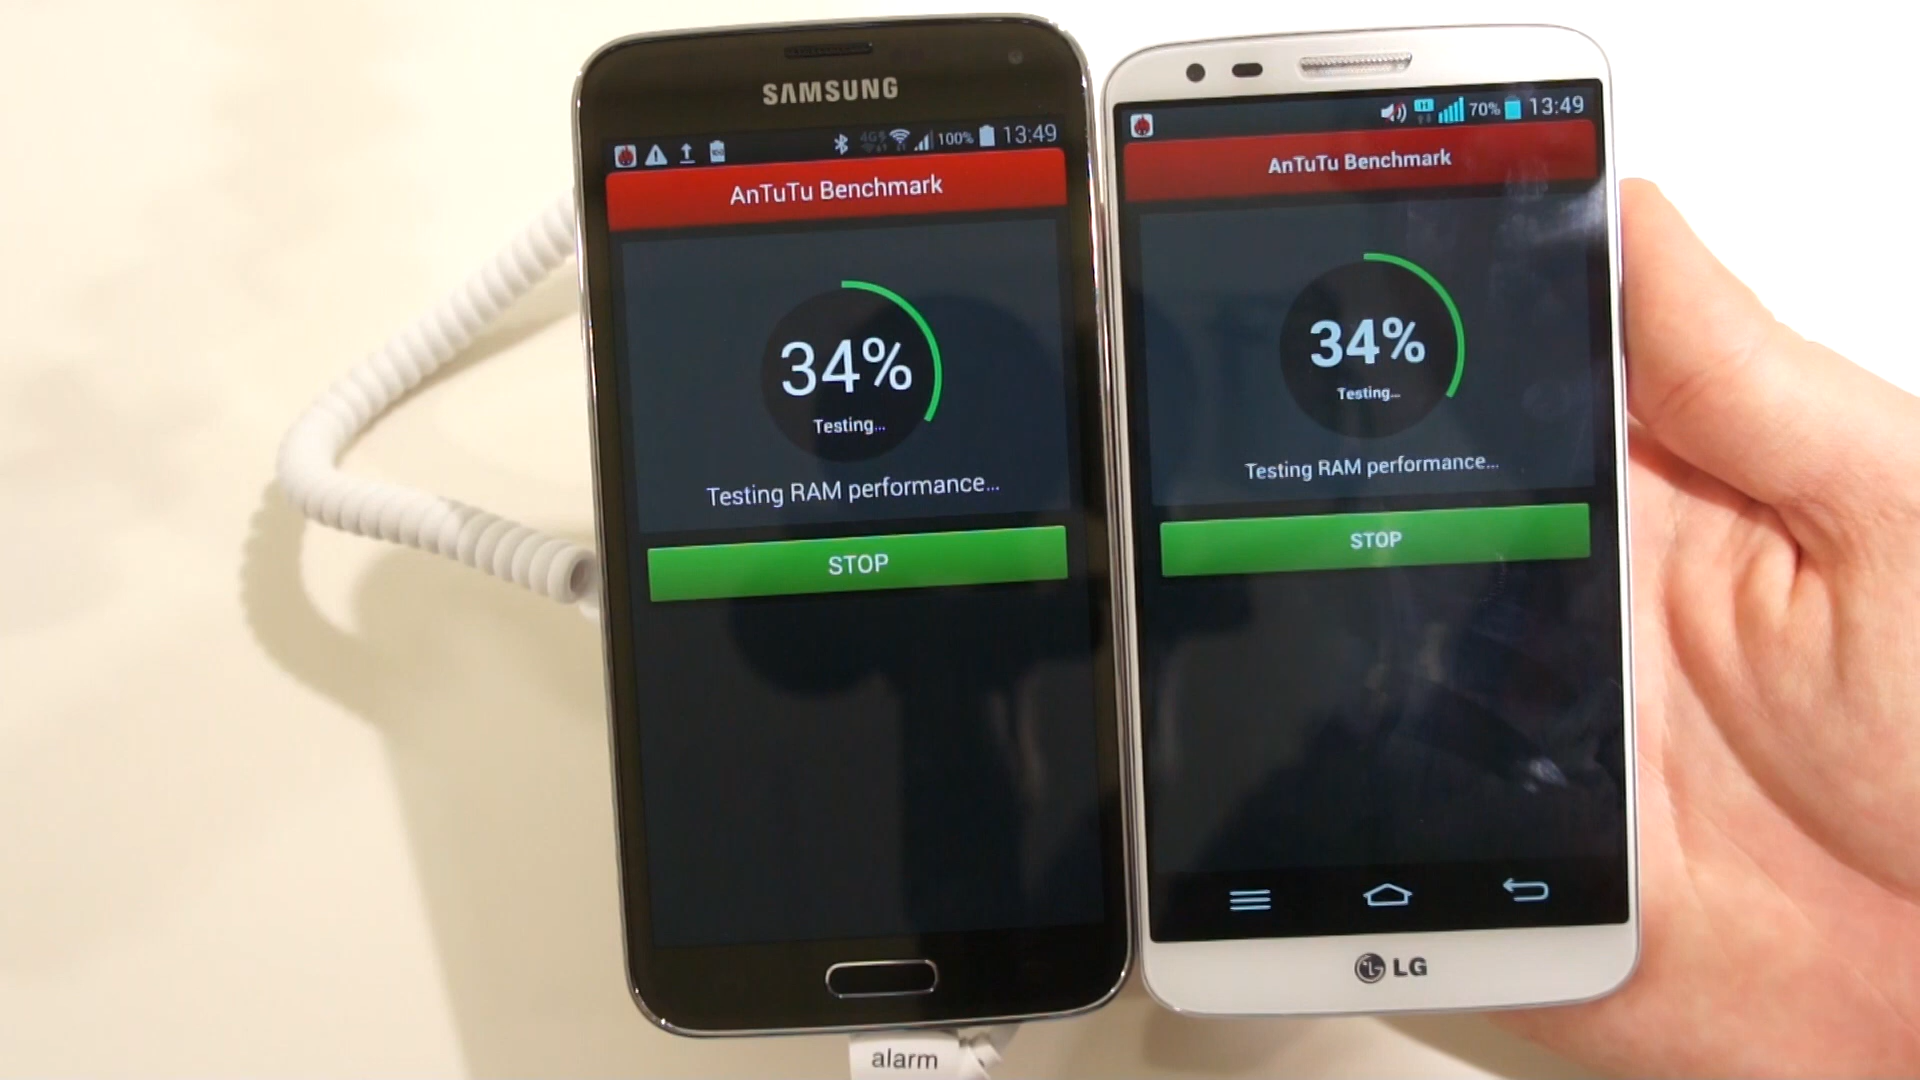 SAMSUNG
4G 100% 13:49
AnTuTu Benchmark
34%
Testing...
Testing RAM performance...
STOP
alarm
H 70% 13:49
AnTuTu Benchmark
34%
Testing...
Testing RAM performance...
STOP
LG